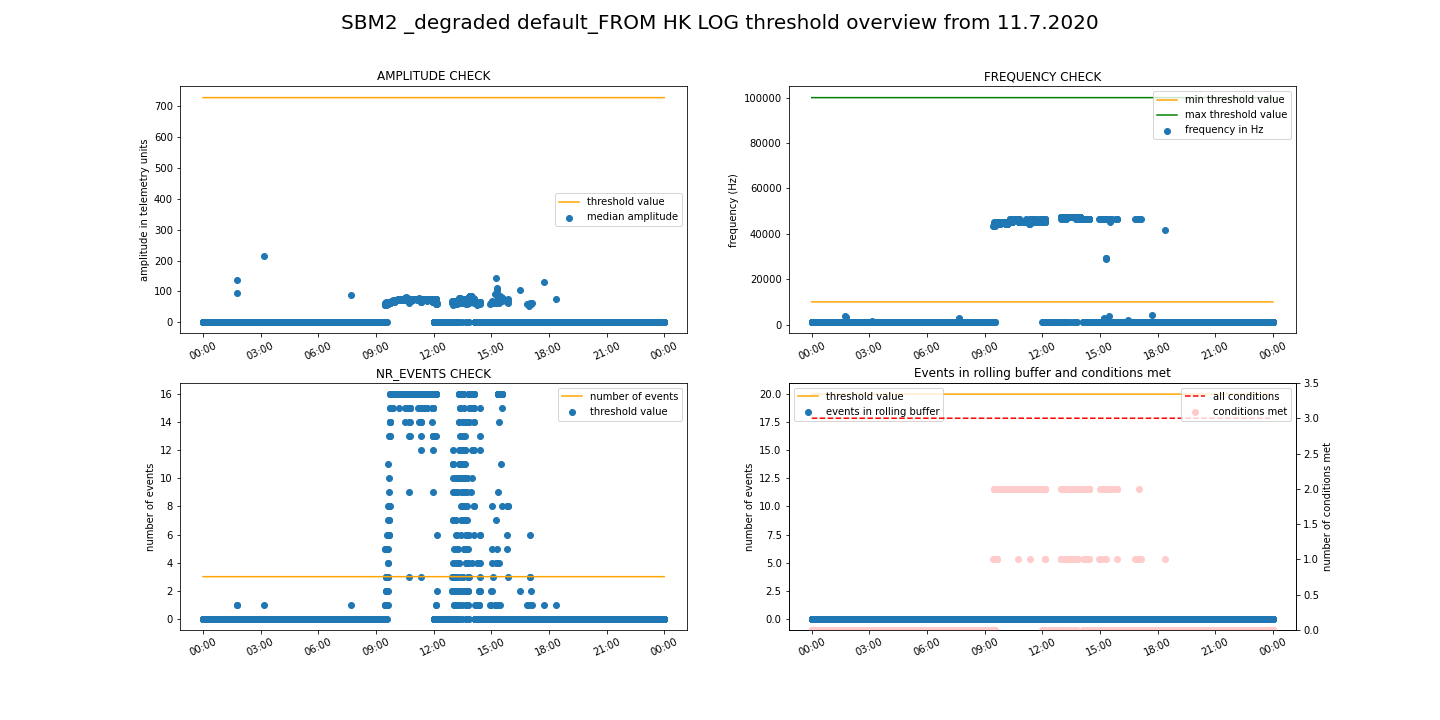 SBM2 _degraded default_FROM HK LOG threshold overview from 11.7.2020
AMPLITUDE CHECK
amplitude in telemetry units
700
600
500
400
300
200
100
0
threshold value
median amplitude
00:00 03:00 06:00 09:00 12:00 15:00 18:00 21:00 00:00
FREQUENCY CHECK
frequency (Hz)
100000
80000
60000
40000
20000
0
min threshold value
max threshold value
frequency in Hz
00:00 03:00 06:00 09:00 12:00 15:00 18:00 21:00 00:00
NR_EVENTS CHECK
number of events
16
14
12
10
8
6
4
2
0
number of events
threshold value
00:00 03:00 06:00 09:00 12:00 15:00 18:00 21:00 00:00
Events in rolling buffer and conditions met
number of events
20.0
17.5
15.0
12.5
10.0
7.5
5.0
2.5
0.0
threshold value
events in rolling buffer
all conditions
conditions met
3.5
3.0
2.5
2.0
1.5
1.0
0.5
0.0
number of conditions met
00:00 03:00 06:00 09:00 12:00 15:00 18:00 21:00 00:00